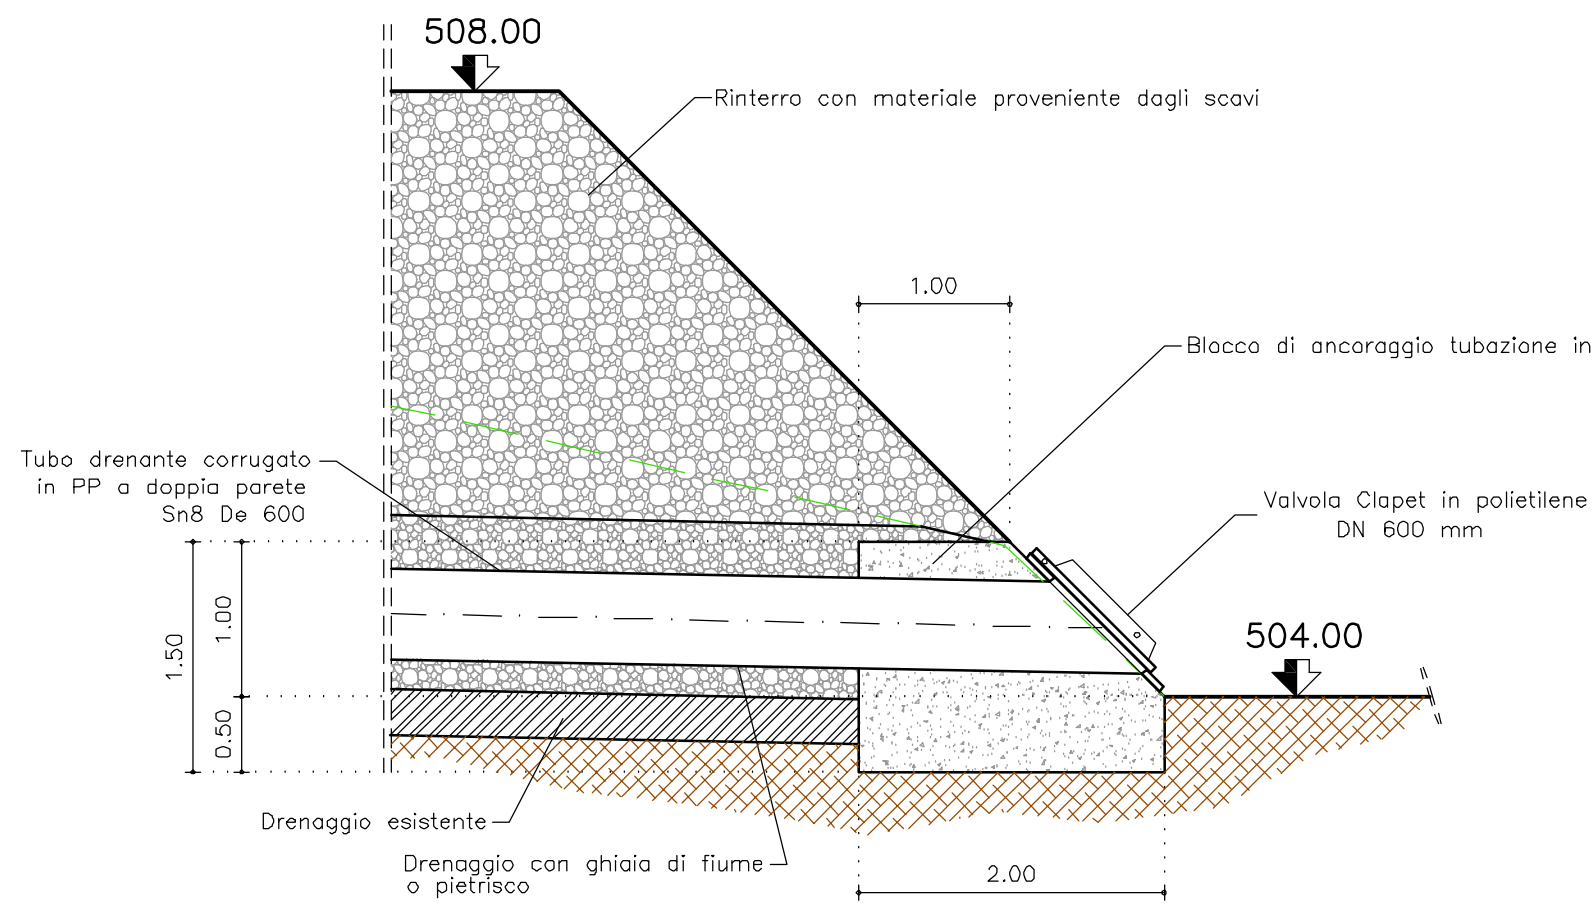 508.00
Rinterro con materiale proveniente dagli scavi
1.00
Blocco di ancoraggio tubazione in
Tubo drenante corrugato
in PP a doppia parete
Sn8 De 600
Valvola Clapet in polietilene
DN 600 mm
1.50
1.00
0.50
504.00
Drenaggio esistente
Drenaggio con ghiaia di fiume
o pietrisco
2.00